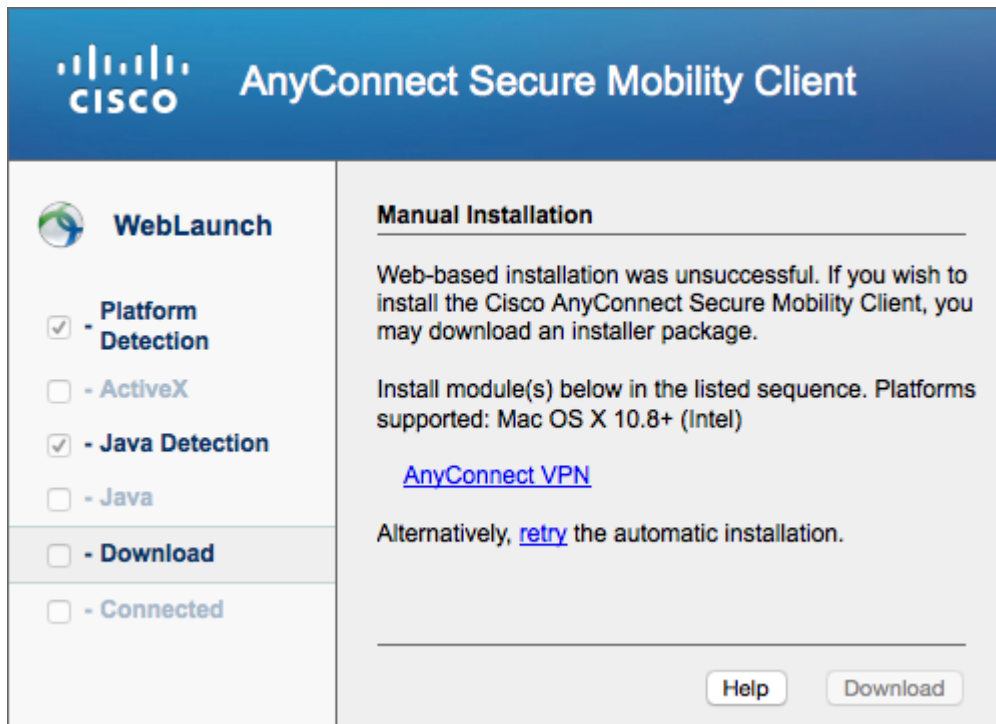 CISCO
AnyConnect Secure Mobility Client
WebLaunch
- Platform
Detection
- ActiveX
- Java Detection
- Java
- Download
- Connected
Manual Installation
Web-based installation was unsuccessful. If you wish to
install the Cisco AnyConnect Secure Mobility Client, you
may download an installer package.
Install module(s) below in the listed sequence. Platforms
supported: Mac OS X 10.8+ (Intel)
AnyConnect VPN
Alternatively, retry the automatic installation.
Help
Download